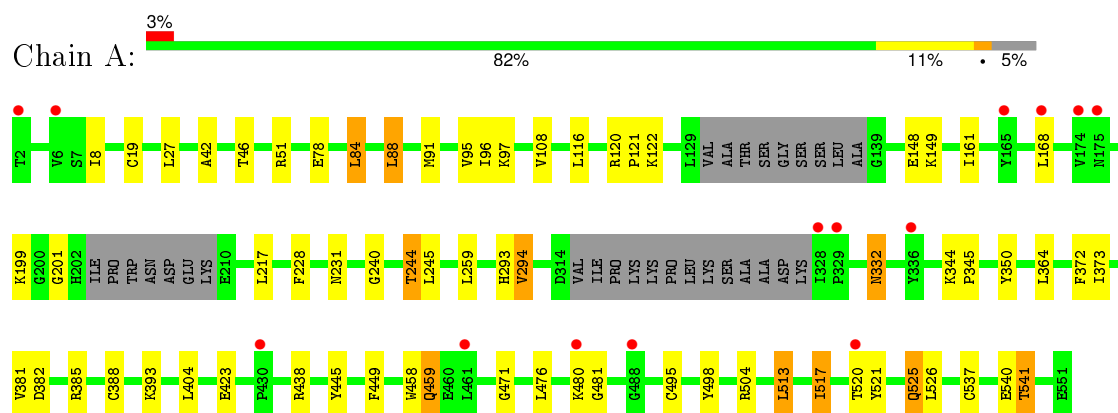 3%
Chain A:
82% 11% • 5%
T2 V6 S7 I8 C19 L27 A42 T46 R51 E78 L84 L88 M91 V95 I96 K97 V108 L116 R120 P121 K122 L129 VAL ALA THR SER GLY SER SER LEU ALA G139 E148 K149 I161 Y165 L168 V174 N175
K199 G200 G201 H202 ILE PRO TRP ASN ASP GLU LYS E210 L217 F228 N231 G240 T244 L245 L259 H293 V294 D314 VAL ILE PRO LYS LYS PRO LEU LYS SER ALA ALA ASP LYS I328 P329 N332 Y336 K344 P345 Y350 L364 F372 I373
V381 D382 R385 C388 K393 L404 E423 P430 R438 Y445 F449 W458 Q459 E460 L461 G471 L476 K480 G481 G488 C495 Y498 R504 L513 I517 T520 Y521 Q525 L526 C537 E540 T541 E551